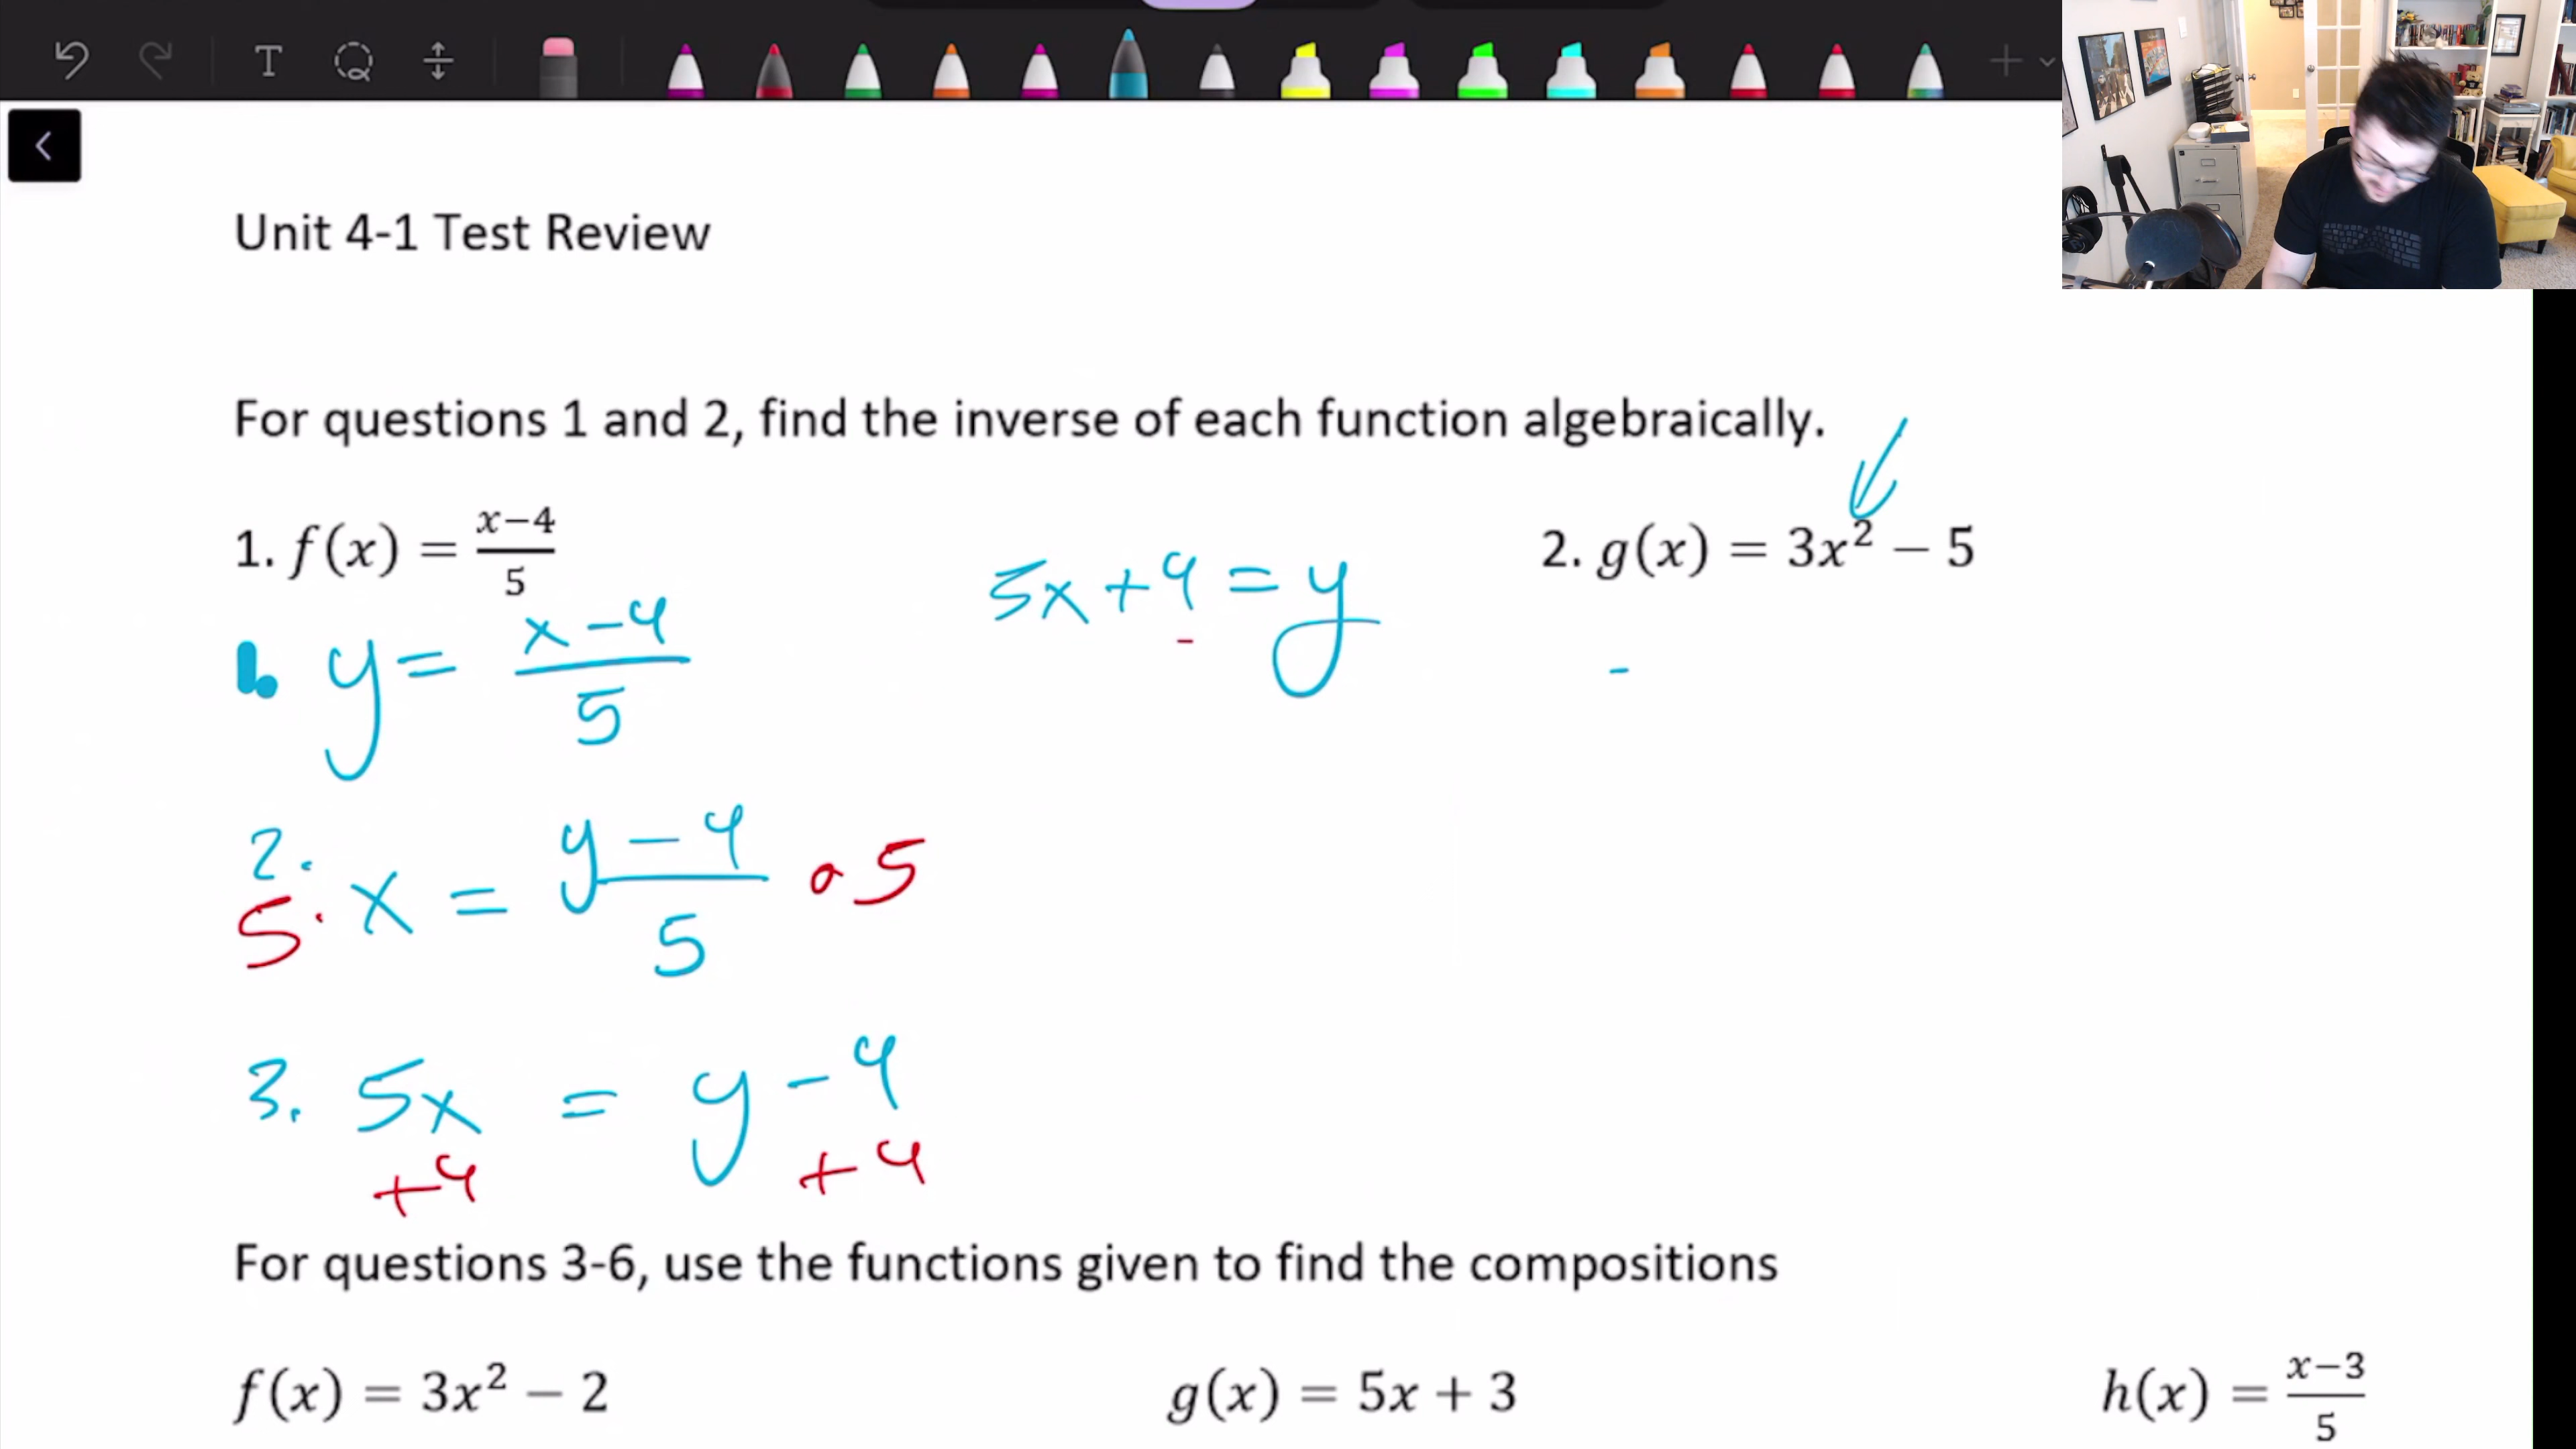 T
Unit 4-1 Test Review
For questions 1 and 2, find the inverse of each function algebraically.
1. f(x) = (x−4)/5
1. y = (x-4)/5
2. x = (y-4)/5 · 5
5 ·
3. 5x = y - 4
+4 +4
5x + 4 = y
-
2. g(x) = 3x² − 5
-
For questions 3-6, use the functions given to find the compositions
f(x) = 3x² − 2 g(x) = 5x + 3 h(x) = (x−3)/5